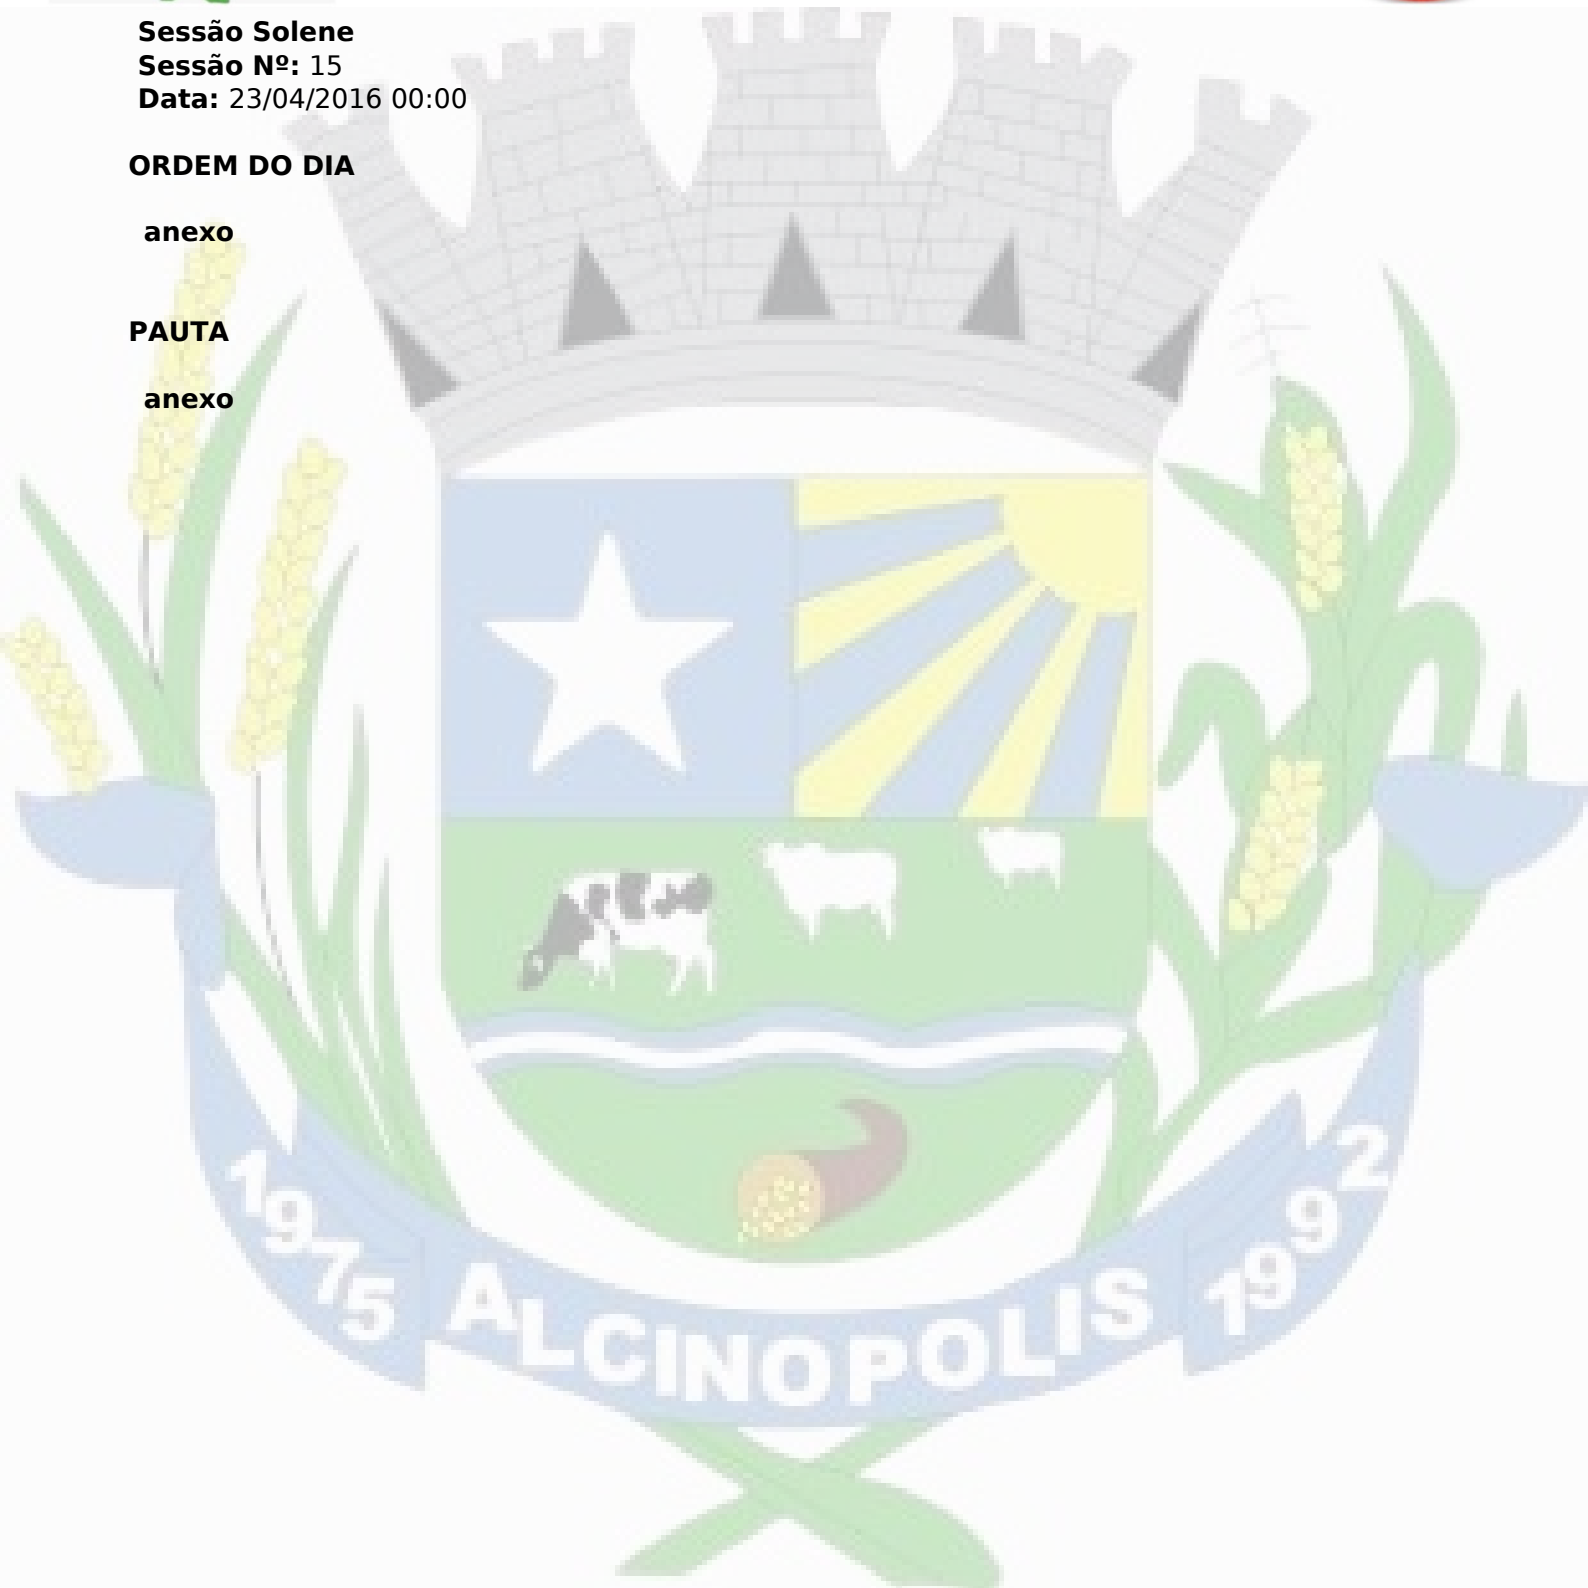 Sessão Solene
Sessão Nº: 15
Data: 23/04/2016 00:00
ORDEM DO DIA
anexo
PAUTA
anexo
1975 ALCINOPOLIS 1992